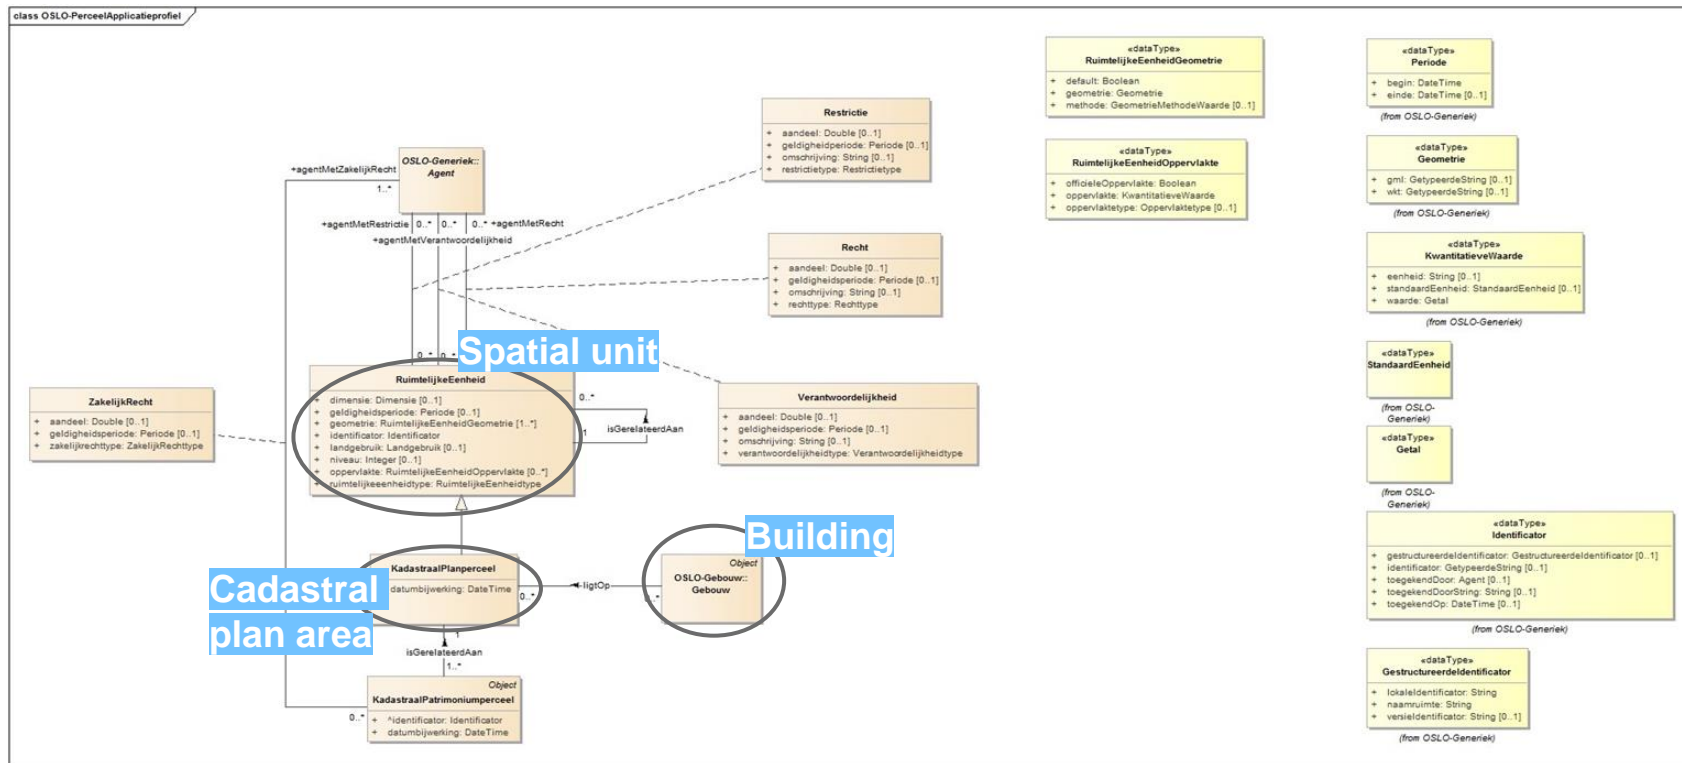 class OSLO-PerceelApplicatieprofiel
«dataType»
RuimtelijkeEenheidGeometrie
+ default: Boolean
+ geometrie: Geometrie
+ methode: GeometrieMethodeWaarde [0..1]
«dataType»
Periode
+ begin: DateTime
+ einde: DateTime [0..1]
(from OSLO-Generiek)
Restrictie
+ aandeel: Double [0..1]
+ geldigheidperiode: Periode [0..1]
+ omschrijving: String [0..1]
+ restrictietype: Restrictietype
«dataType»
RuimtelijkeEenheidOppervlakte
+ officieleOppervlakte: Boolean
+ oppervlakte: KwantitatieveWaarde
+ oppervlaktetype: Oppervlaktetype [0..1]
«dataType»
Geometrie
+ gml: GetypeerdeString [0..1]
+ wkt: GetypeerdeString [0..1]
(from OSLO-Generiek)
OSLO-Generiek::
Agent
+agentMetZakelijkRecht
1..*
+agentMetRestrictie
0..*
0..*
0..*
+agentMetRecht
+agentMetVerantwoordelijkheid
Recht
+ aandeel: Double [0..1]
+ geldigheidsperiode: Periode [0..1]
+ omschrijving: String [0..1]
+ rechttype: Rechttype
«dataType»
KwantitatieveWaarde
+ eenheid: String [0..1]
+ standaardEenheid: StandaardEenheid [0..1]
+ waarde: Getal
(from OSLO-Generiek)
0..*
0..*
Spatial unit
«dataType»
StandaardEenheid
(from OSLO-
Generiek)
RuimtelijkeEenheid
+ dimensie: Dimensie [0..1]
+ geldigheidsperiode: Periode [0..1]
+ geometrie: RuimtelijkeEenheidGeometrie [1..*]
+ identificator: Identificator
+ landgebruik: Landgebruik [0..1]
+ niveau: Integer [0..1]
+ oppervlakte: RuimtelijkeEenheidOppervlakte [0..*]
+ ruimtelijkeeenheidtype: RuimtelijkeEenheidtype
0..*
isGerelateerdAan
1
ZakelijkRecht
+ aandeel: Double [0..1]
+ geldigheidsperiode: Periode [0..1]
+ zakelijkrechttype: ZakelijkRechttype
Verantwoordelijkheid
+ aandeel: Double [0..1]
+ geldigheidsperiode: Periode [0..1]
+ omschrijving: String [0..1]
+ verantwoordelijkheidtype: Verantwoordelijkheidtype
«dataType»
Getal
(from OSLO-
Generiek)
«dataType»
Identificator
+ gestructureerdeIdentificator: GestructureerdeIdentificator [0..1]
+ identificator: GetypeerdeString [0..1]
+ toegekendDoor: Agent [0..1]
+ toegekendDoorString: String [0..1]
+ toegekendOp: DateTime [0..1]
(from OSLO-Generiek)
Building
Object
OSLO-Gebouw::
Gebouw
0..*
ligtOp
0..*
KadastraalPlanperceel
datumbijwerking: DateTime
Cadastral
plan area
1
isGerelateerdAan
1..*
Object
KadastraalPatrimoniumperceel
+ ^identificator: Identificator
+ datumbijwerking: DateTime
0..*
«dataType»
GestructureerdeIdentificator
+ lokaleIdentificator: String
+ naamruimte: String
+ versieIdentificator: String [0..1]
(from OSLO-Generiek)